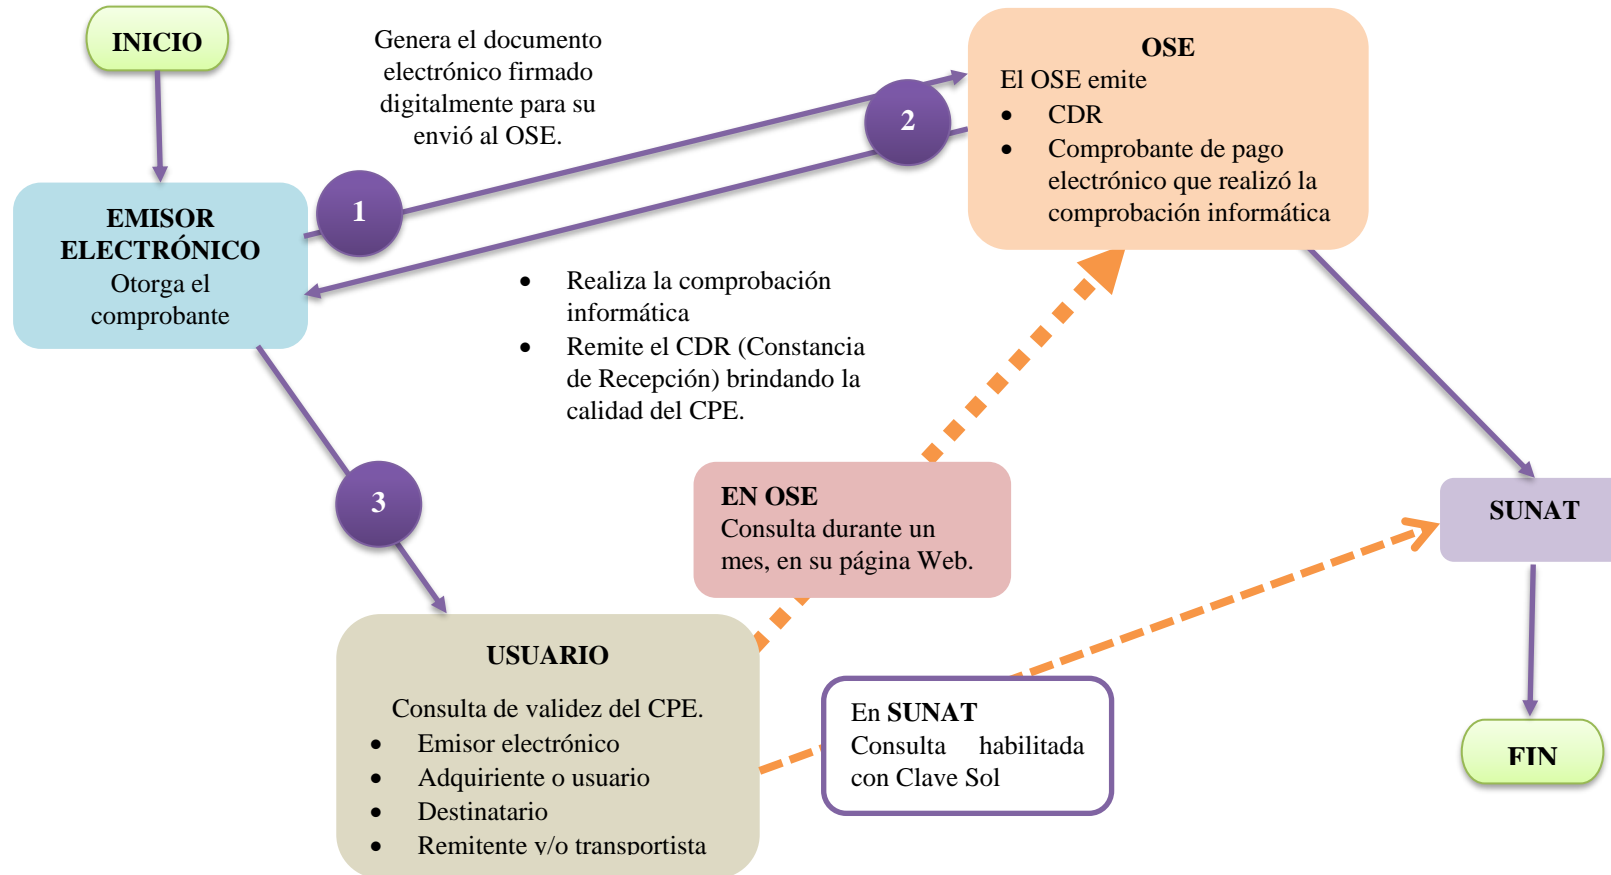 INICIO
Genera el documento
electrónico firmado
digitalmente para su
envió al OSE.
OSE
El OSE emite
• CDR
• Comprobante de pago
electrónico que realizó la
comprobación informática
1
2
EMISOR
ELECTRÓNICO
Otorga el
comprobante
• Realiza la comprobación
informática
• Remite el CDR (Constancia
de Recepción) brindando la
calidad del CPE.
3
EN OSE
Consulta durante un
mes, en su página Web.
SUNAT
USUARIO
Consulta de validez del CPE.
• Emisor electrónico
• Adquiriente o usuario
• Destinatario
• Remitente y/o transportista
En SUNAT
Consulta habilitada
con Clave Sol
FIN